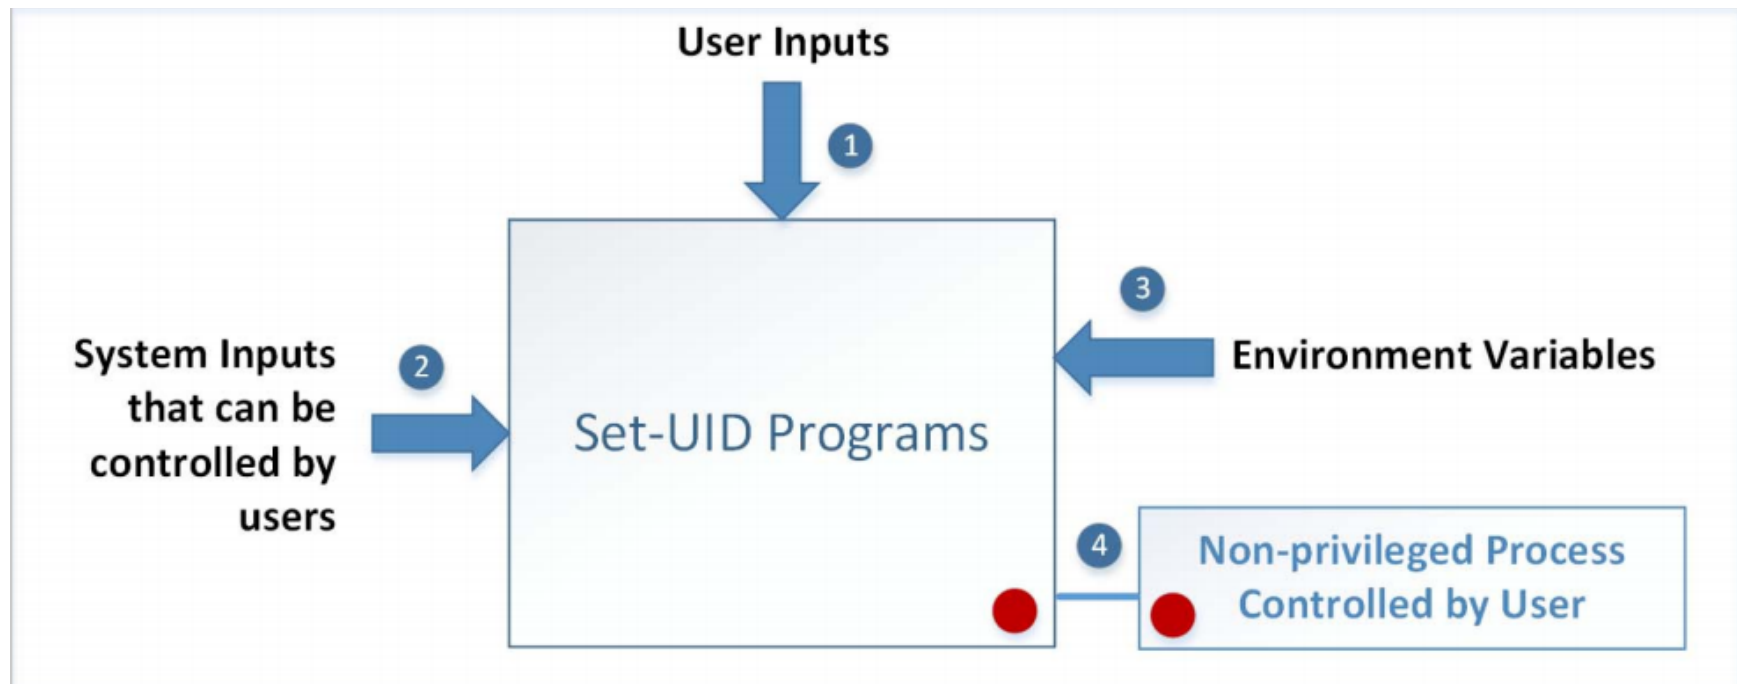 User Inputs
1
System Inputs
that can be
controlled by
users
2
Set-UID Programs
3
Environment Variables
4
Non-privileged Process
Controlled by User